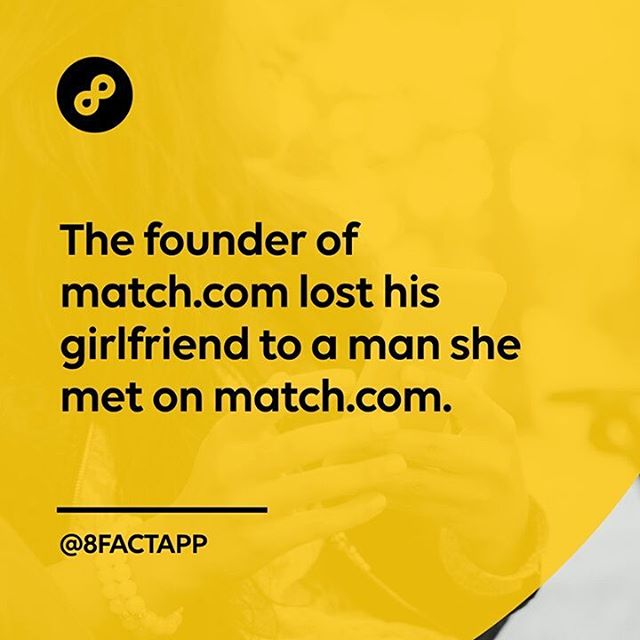 The founder of
match.com lost his
girlfriend to a man she
met on match.com.
@8FACTAPP